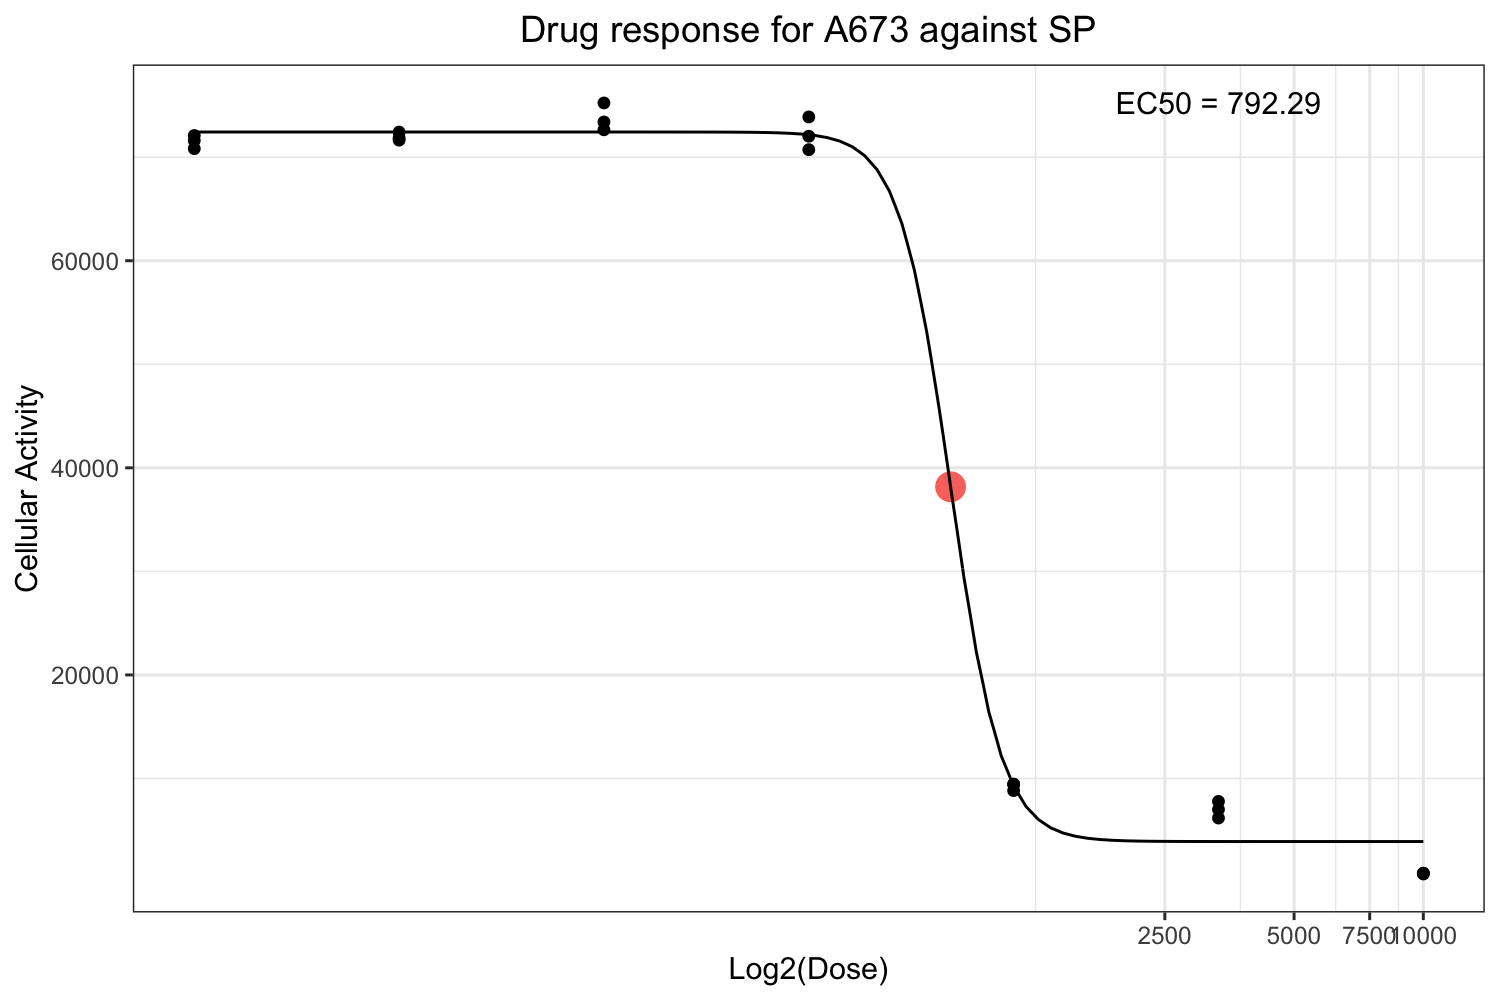 Drug response for A673 against SP
EC50 = 792.29
60000
40000
20000
Cellular Activity
2500 5000 7500 10000
Log2(Dose)